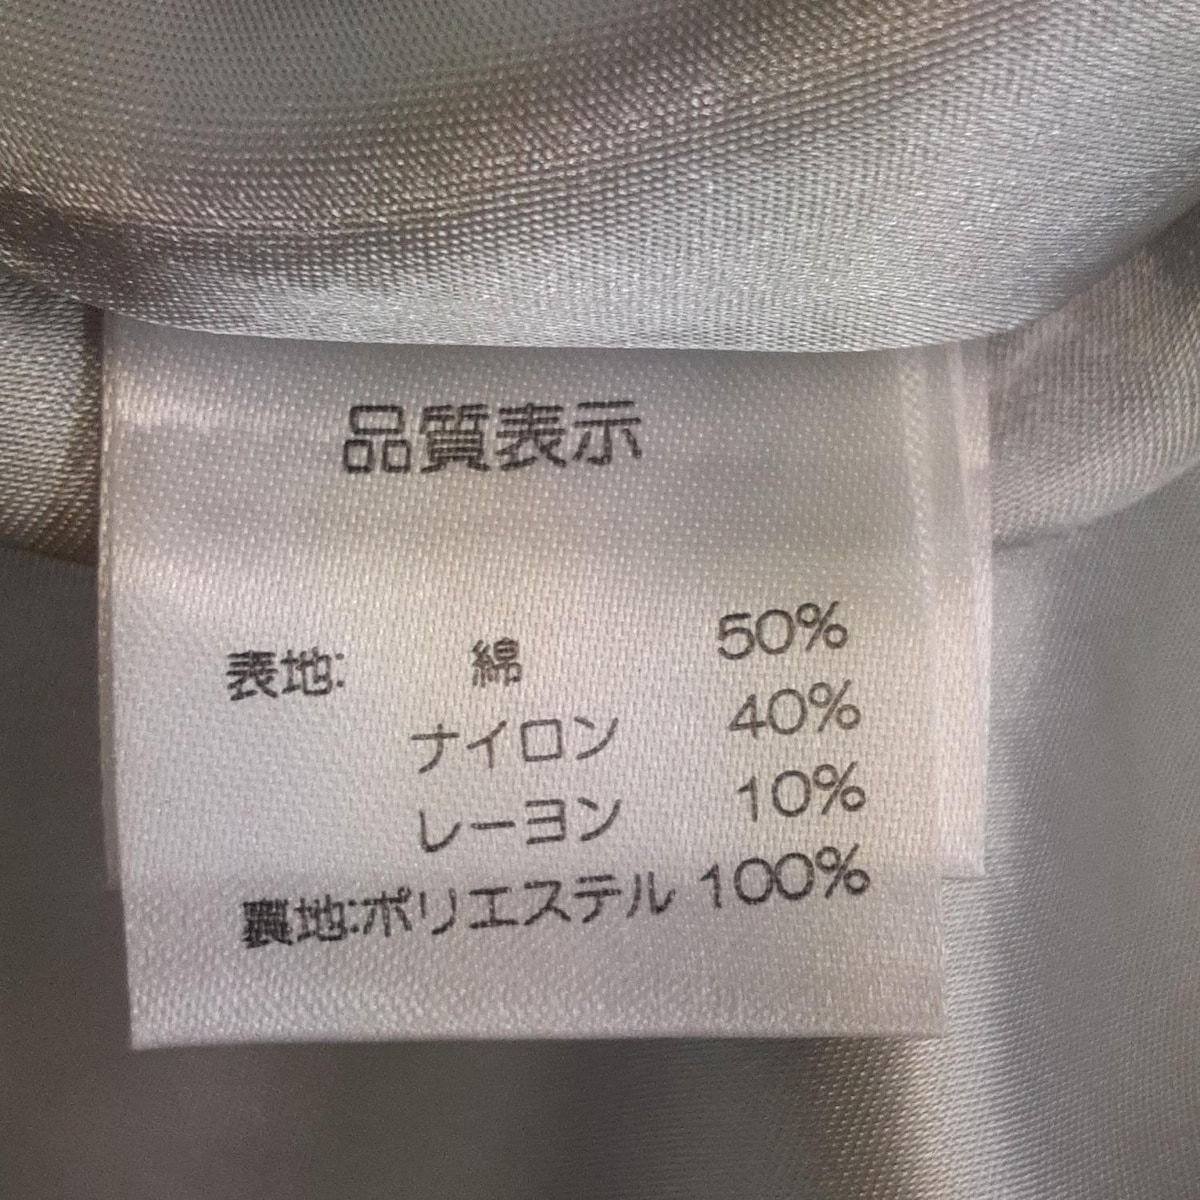 品質表示
表地: 綿 50%
ナイロン 40%
レーヨン 10%
裏地:ポリエステル 100%